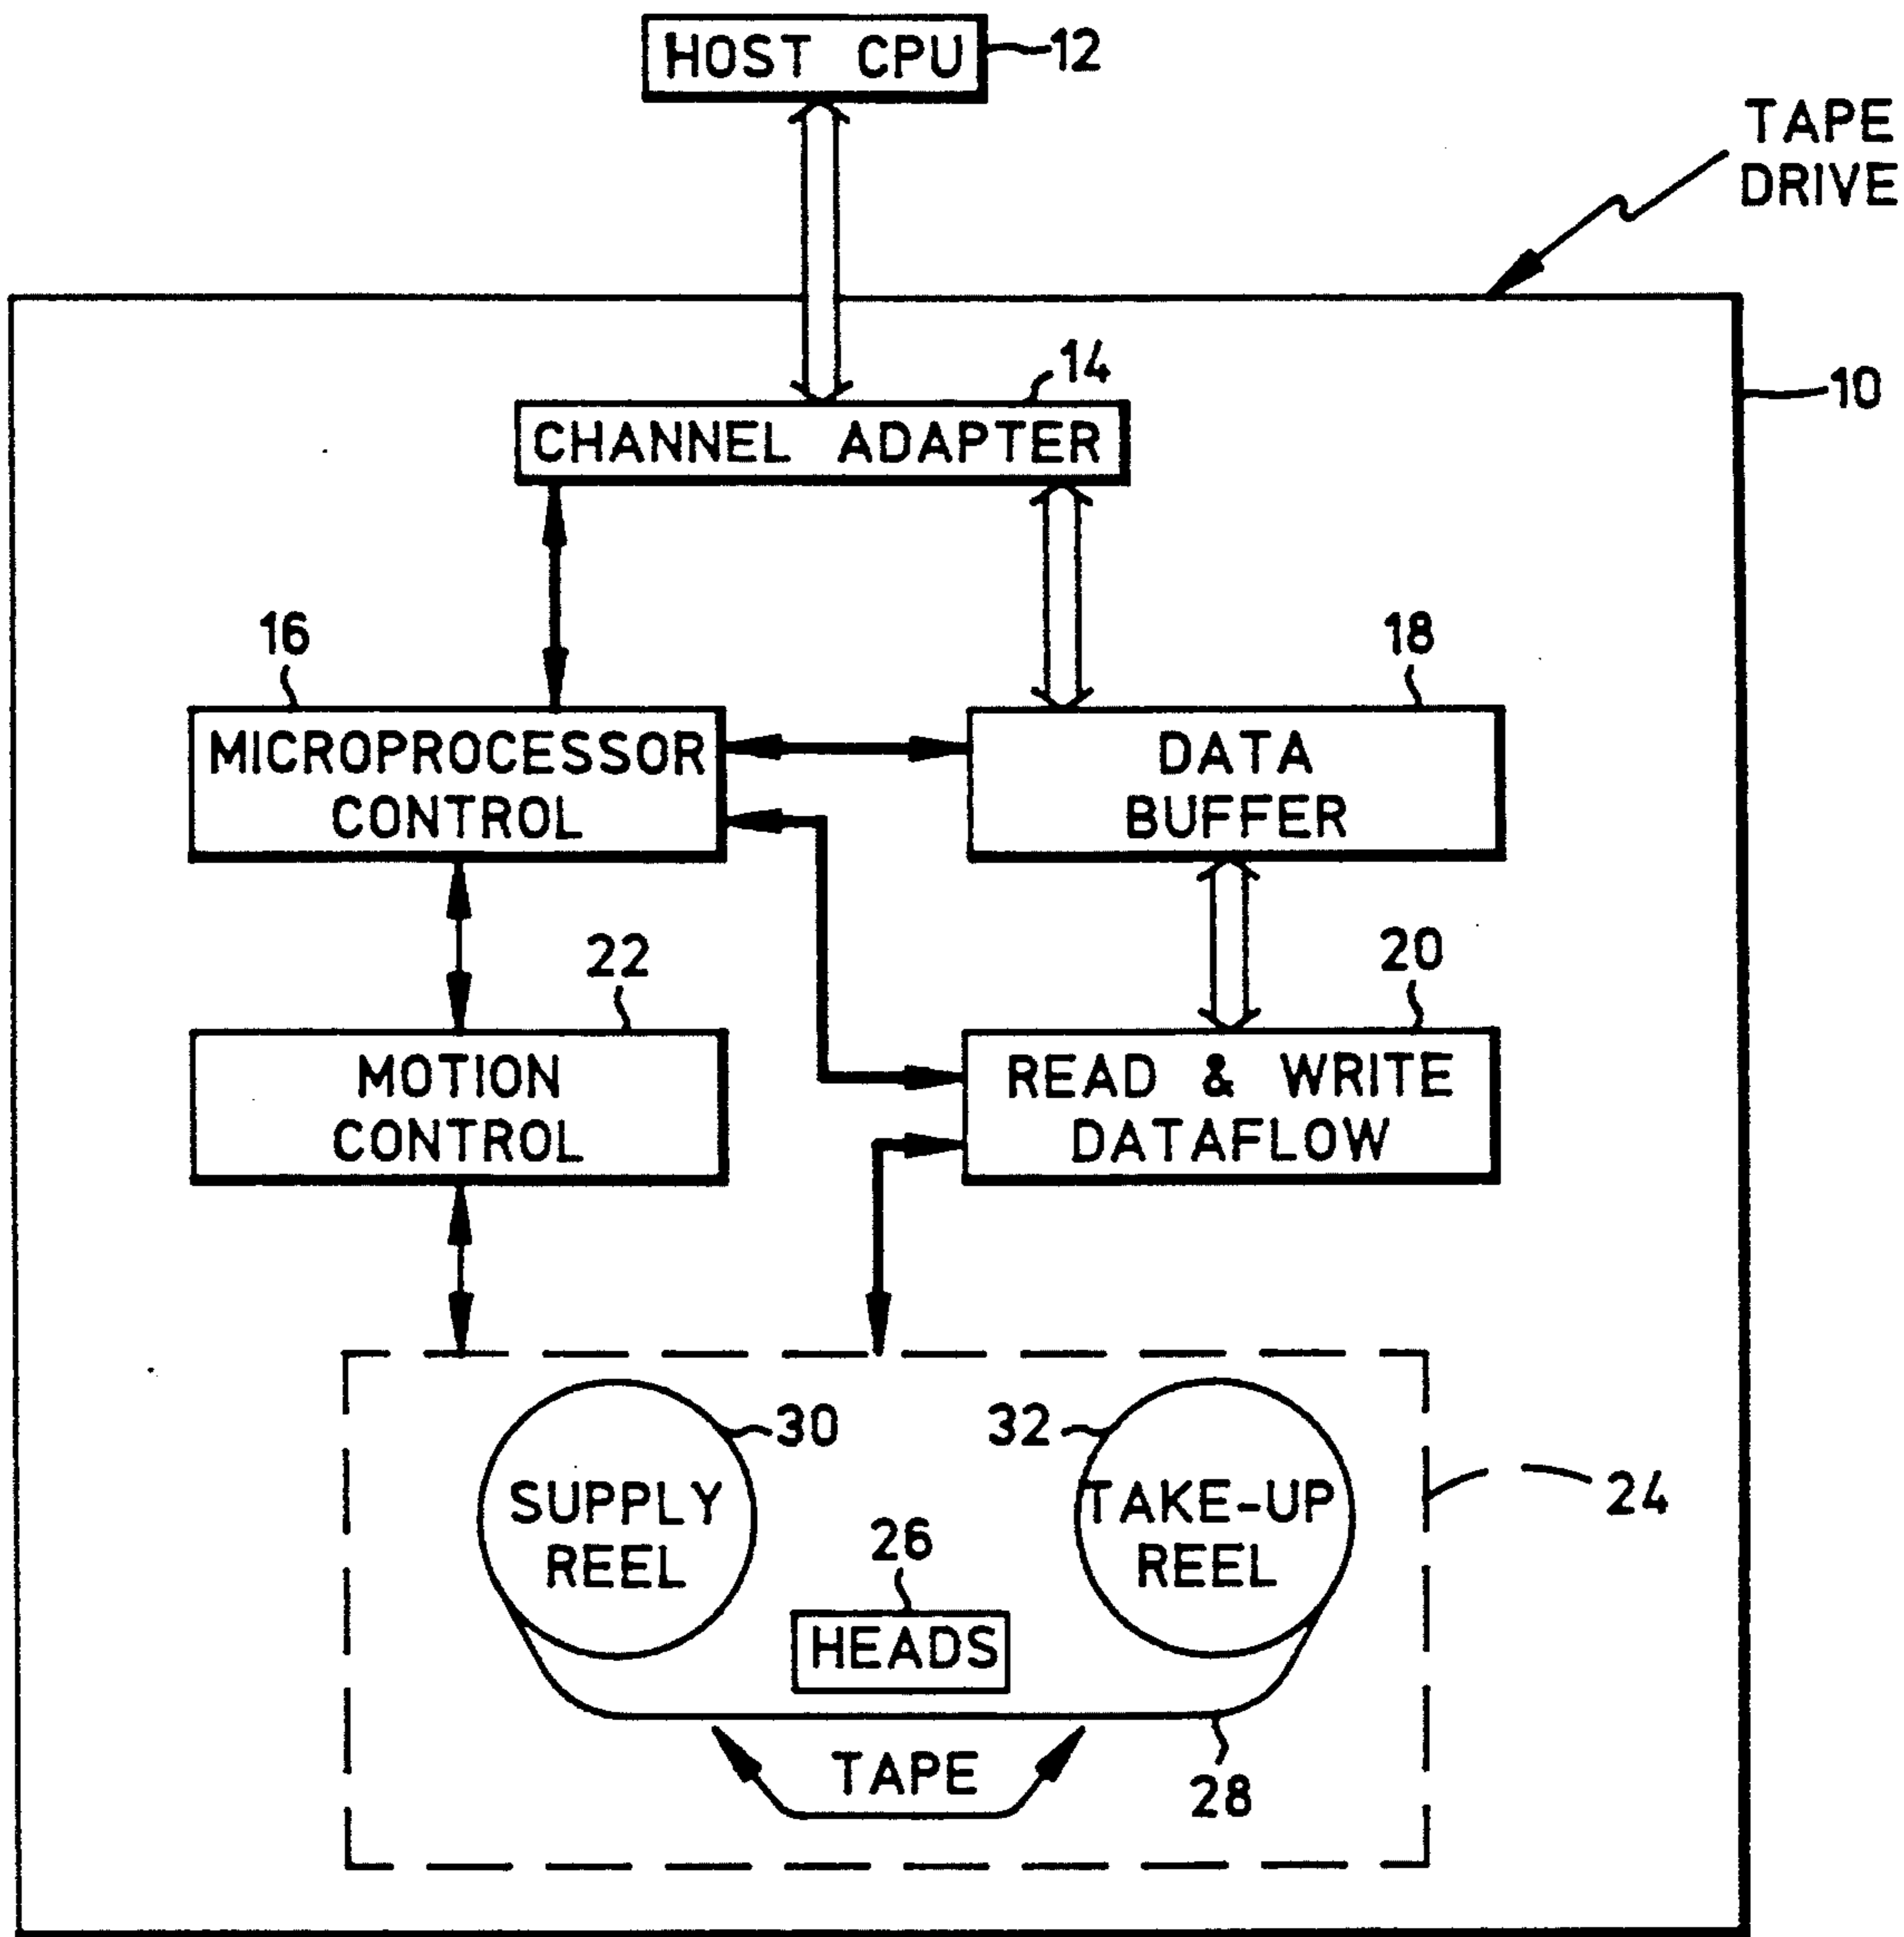 HOST CPU
12
TAPE
DRIVE
14
10
CHANNEL ADAPTER
16
18
MICROPROCESSOR
CONTROL
DATA
BUFFER
22
20
MOTION
CONTROL
READ & WRITE
DATAFLOW
30
32
SUPPLY
REEL
TAKE-UP
REEL
24
26
HEADS
TAPE
28